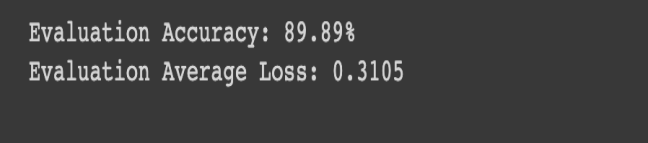 Evaluation Accuracy: 89.89%
Evaluation Average Loss: 0.3105